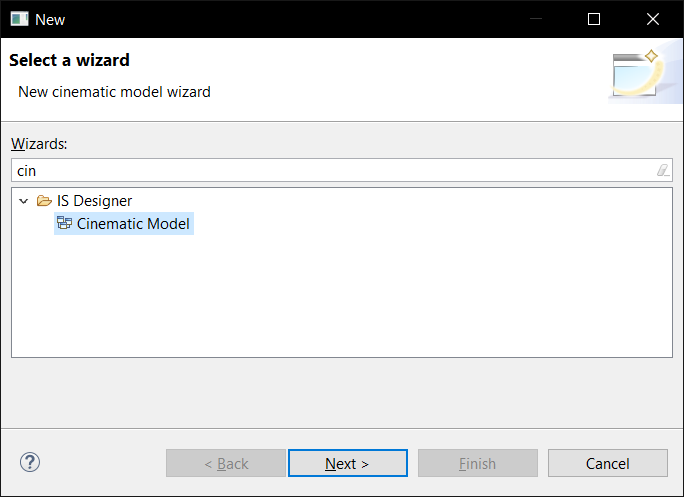 New
Select a wizard
New cinematic model wizard
Wizards:
cin
IS Designer
Cinematic Model
?
< Back
Next >
Finish
Cancel